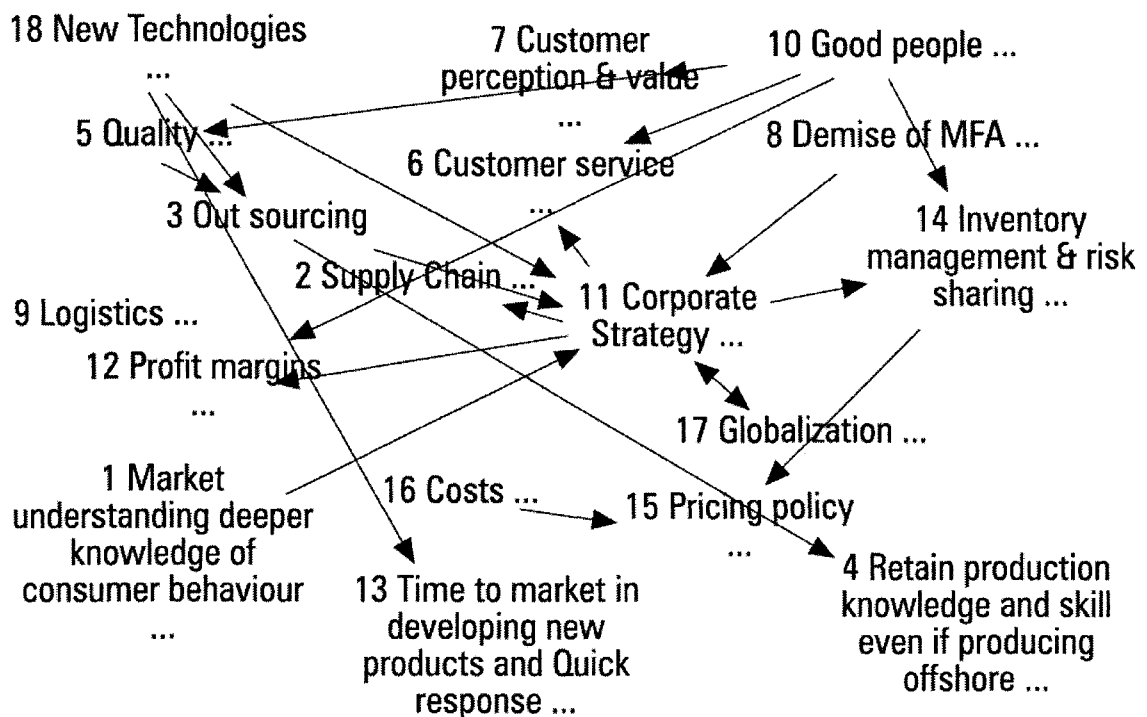 18 New Technologies
...
7 Customer
perception & value
...
10 Good people ...
5 Quality ...
6 Customer service
...
8 Demise of MFA ...
3 Out sourcing
14 Inventory
management & risk
sharing ...
2 Supply Chain ...
11 Corporate
Strategy ...
9 Logistics ...
12 Profit margins
...
17 Globalization ...
1 Market
understanding deeper
knowledge of
consumer behaviour
...
16 Costs ...
15 Pricing policy
...
13 Time to market in
developing new
products and Quick
response ...
4 Retain production
knowledge and skill
even if producing
offshore ...